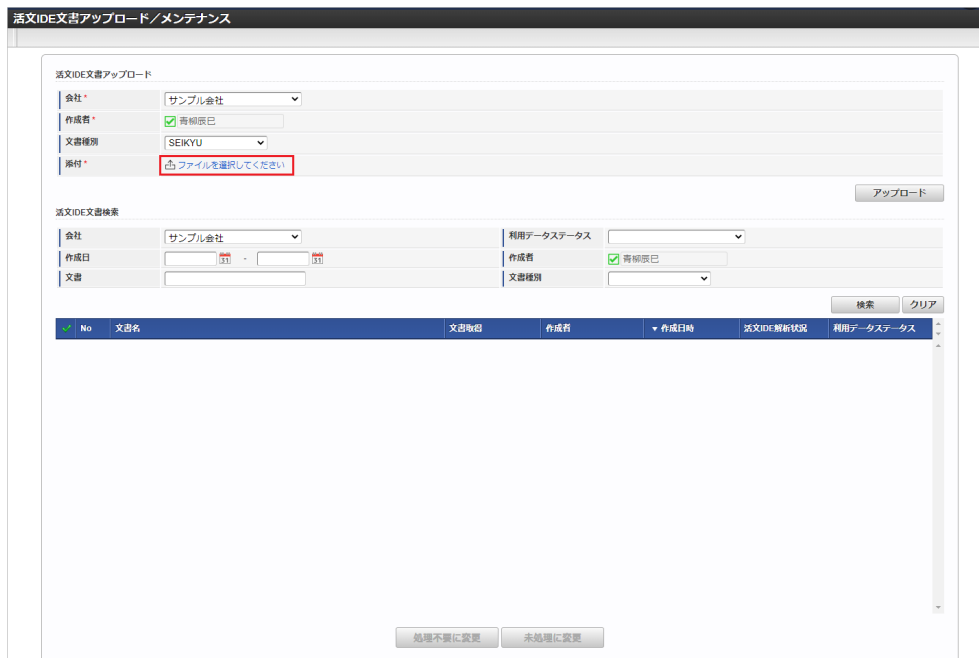 活文IDE文書アップロード／メンテナンス
活文IDE文書アップロード
会社* サンプル会社
作成者* 青柳辰巳
文書種別 SEIKYU
添付* ファイルを選択してください
アップロード
活文IDE文書検索
会社 サンプル会社 利用データステータス
作成日 31 - 31 作成者 青柳辰巳
文書 文書種別
検索 クリア
No 文書名 文書取得 作成者 ▼作成日時 活文IDE解析状況 利用データステータス
処理不要に変更 未処理に変更